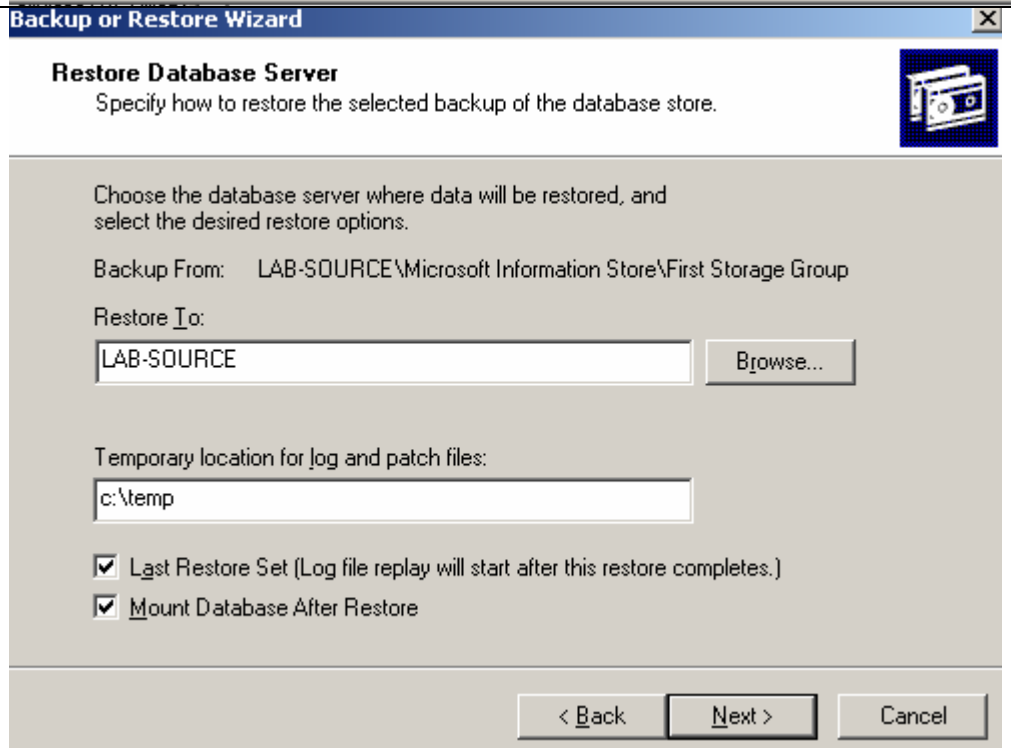 Backup or Restore Wizard
Restore Database Server
Specify how to restore the selected backup of the database store.
Choose the database server where data will be restored, and
select the desired restore options.
Backup From: LAB-SOURCE\Microsoft Information Store\First Storage Group
Restore To:
LAB-SOURCE
Browse...
Temporary location for log and patch files:
c:\temp
Last Restore Set (Log file replay will start after this restore completes.)
Mount Database After Restore
< Back Next > Cancel